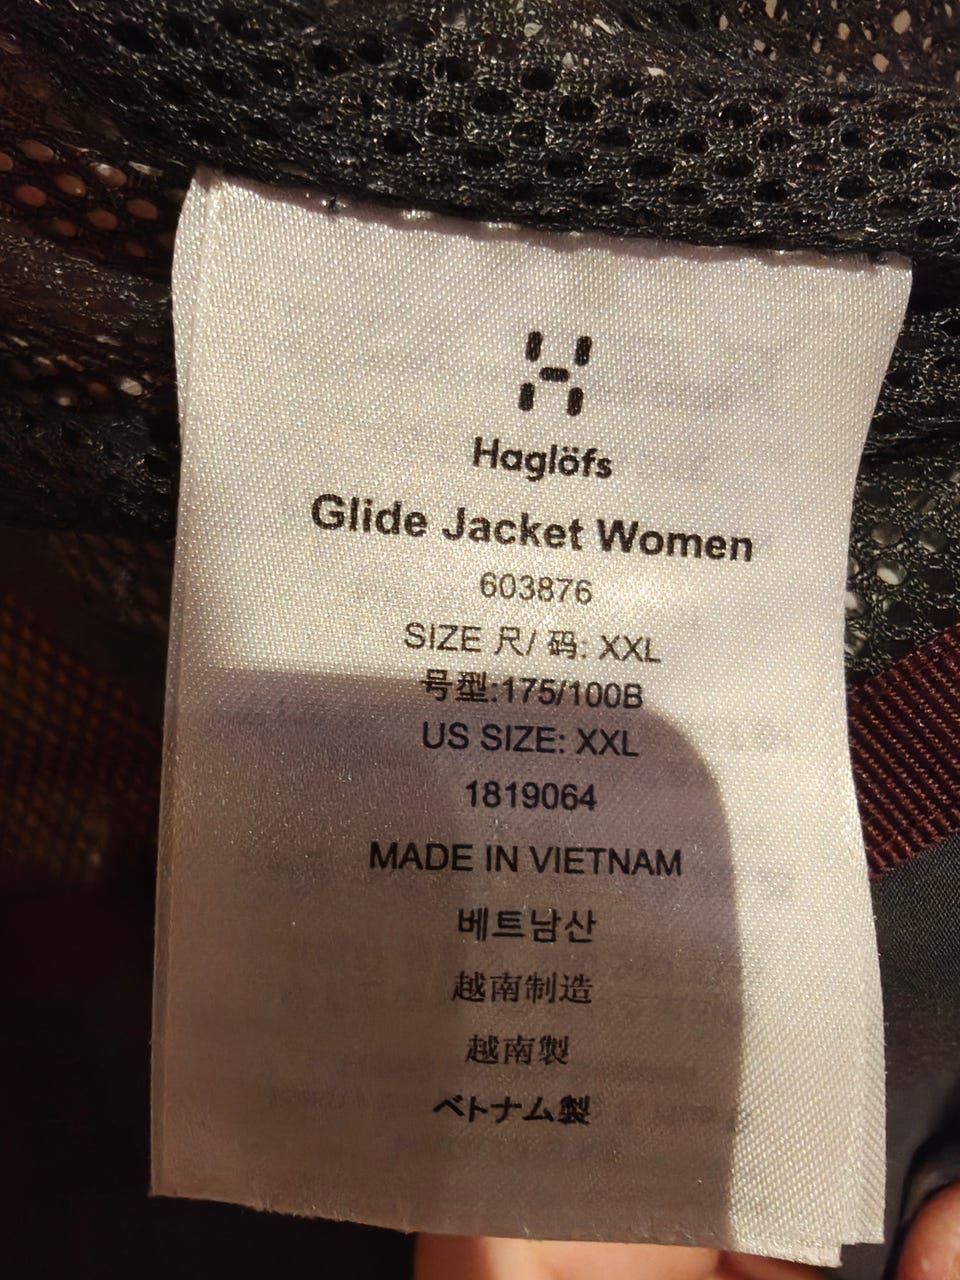 Haglöfs
Glide Jacket Women
603876
SIZE 尺/ 码: XXL
号型:175/100B
US SIZE: XXL
1819064
MADE IN VIETNAM
베트남산
越南制造
越南製
ベトナム製